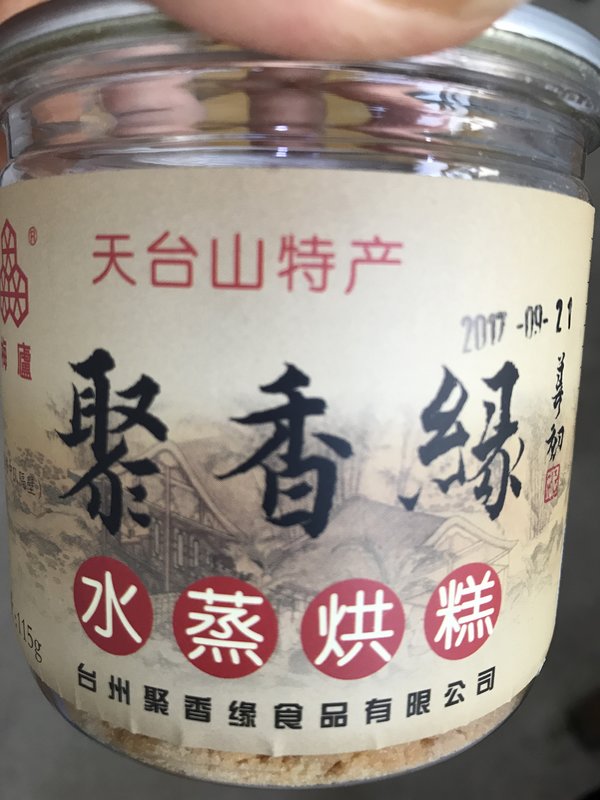 ®
天台山特产
2017-09-21
聚香緣
水蒸烘糕
:115g
台州聚香缘食品有限公司